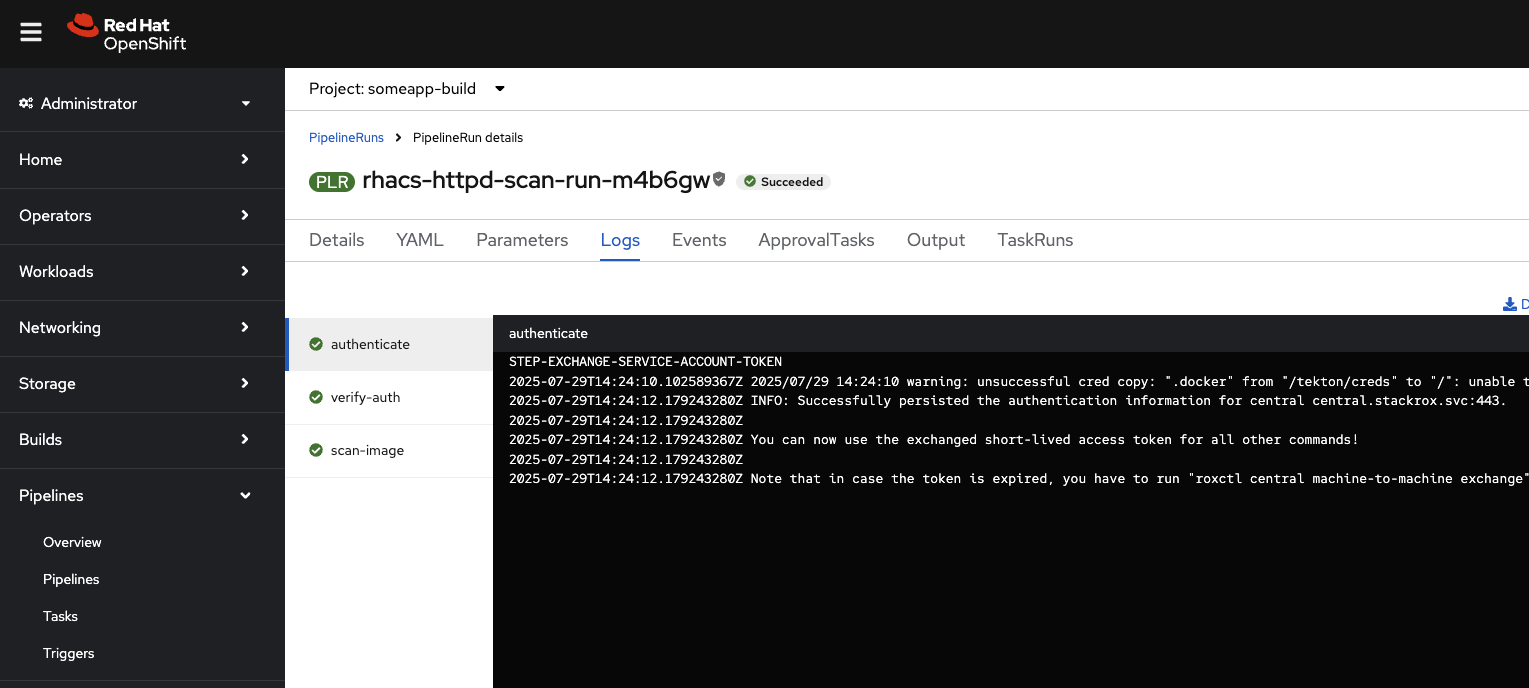 Red Hat
OpenShift
Administrator
Home
Operators
Workloads
Networking
Storage
Builds
Pipelines
Overview
Pipelines
Tasks
Triggers
Project: someapp-build
PipelineRuns
PipelineRun details
PLR rhacs-httpd-scan-run-m4b6gw Succeeded
Details YAML Parameters Logs Events ApprovalTasks Output TaskRuns
D
authenticate
verify-auth
scan-image
authenticate
STEP-EXCHANGE-SERVICE-ACCOUNT-TOKEN
2025-07-29T14:24:10.102589367Z 2025/07/29 14:24:10 warning: unsuccessful cred copy: ".docker" from "/tekton/creds" to "/": unable t
2025-07-29T14:24:12.179243280Z INFO: Successfully persisted the authentication information for central central.stackrox.svc:443.
2025-07-29T14:24:12.179243280Z
2025-07-29T14:24:12.179243280Z You can now use the exchanged short-lived access token for all other commands!
2025-07-29T14:24:12.179243280Z
2025-07-29T14:24:12.179243280Z Note that in case the token is expired, you have to run "roxctl central machine-to-machine exchange"